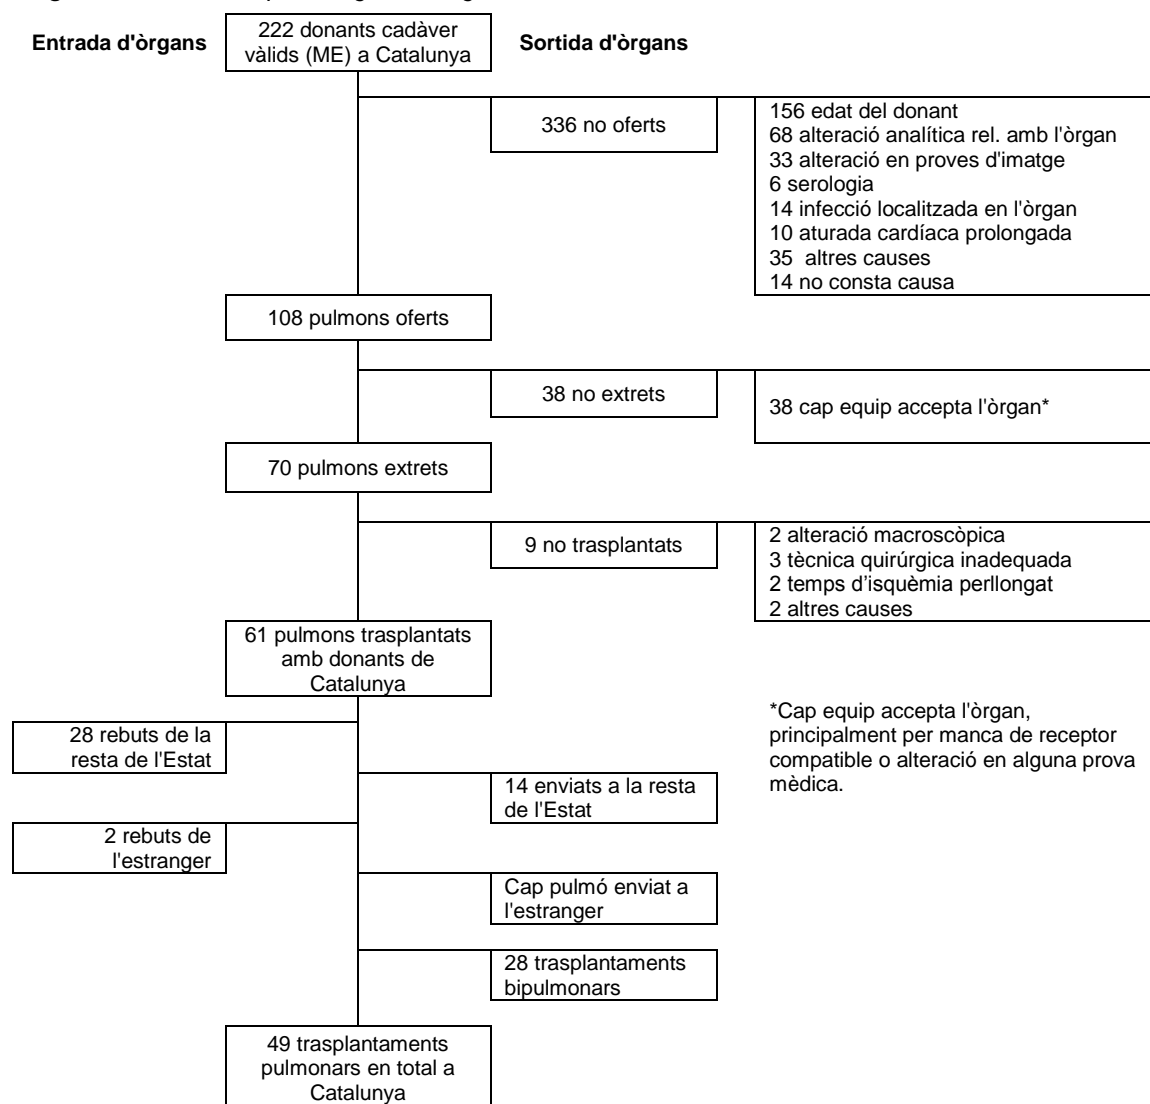 Entrada d'òrgans
222 donants cadàver
vàlids (ME) a Catalunya
Sortida d'òrgans
336 no oferts
156 edat del donant
68 alteració analítica rel. amb l'òrgan
33 alteració en proves d'imatge
6 serologia
14 infecció localitzada en l'òrgan
10 aturada cardíaca prolongada
35 altres causes
14 no consta causa
108 pulmons oferts
38 no extrets
38 cap equip accepta l'òrgan*
70 pulmons extrets
9 no trasplantats
2 alteració macroscòpica
3 tècnica quirúrgica inadequada
2 temps d'isquèmia perllongat
2 altres causes
61 pulmons trasplantats
amb donants de
Catalunya
*Cap equip accepta l'òrgan,
principalment per manca de receptor
compatible o alteració en alguna prova
mèdica.
28 rebuts de la
resta de l'Estat
14 enviats a la resta
de l'Estat
2 rebuts de
l'estranger
Cap pulmó enviat a
l'estranger
28 trasplantaments
bipulmonars
49 trasplantaments
pulmonars en total a
Catalunya